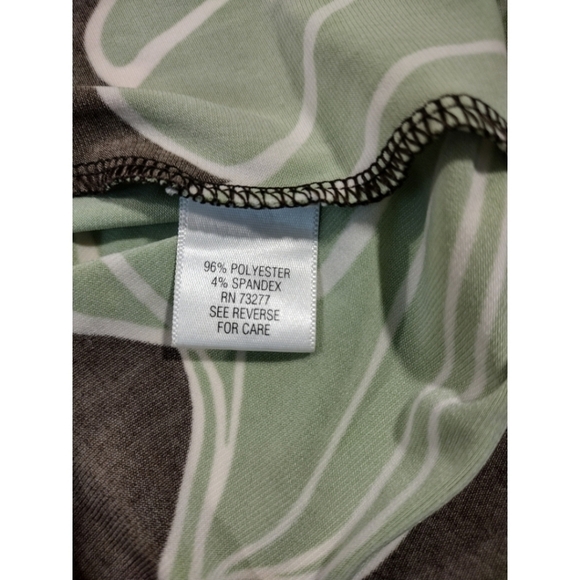 96% POLYESTER
4% SPANDEX
RN 73277
SEE REVERSE
FOR CARE